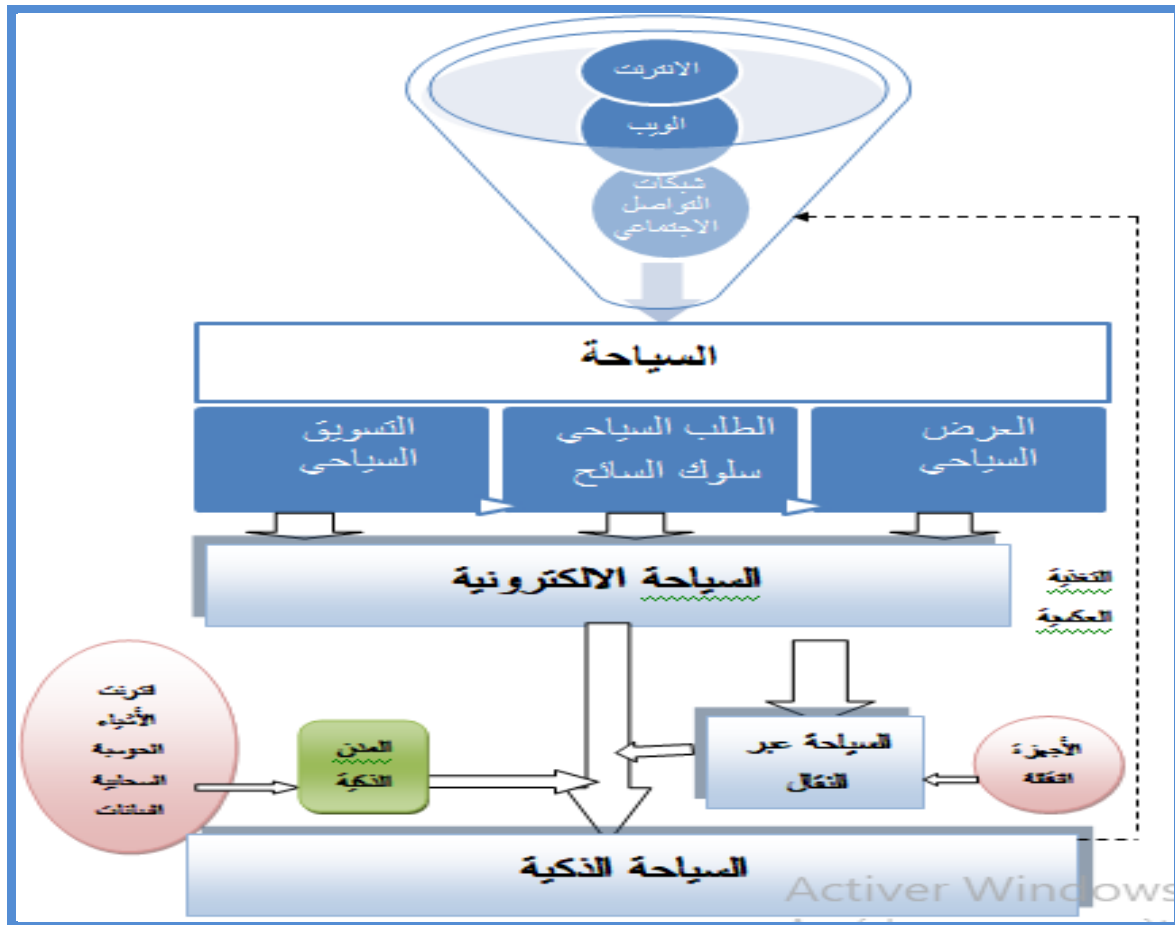 الانترنت
الويب
شبكات
التواصل
الاجتماعي
السياحة
العرض
السياحي
الطلب السياحي
سلوك السائح
التسويق
السياحي
السياحة الالكترونية
التغذية
العكسية
انترنت
الأشياء
الحوسبة
السحابية
البيانات
المدن
الذكية
السياحة عبر
النقال
الأجهزة
النقالة
السياحة الذكية
Activer Windows